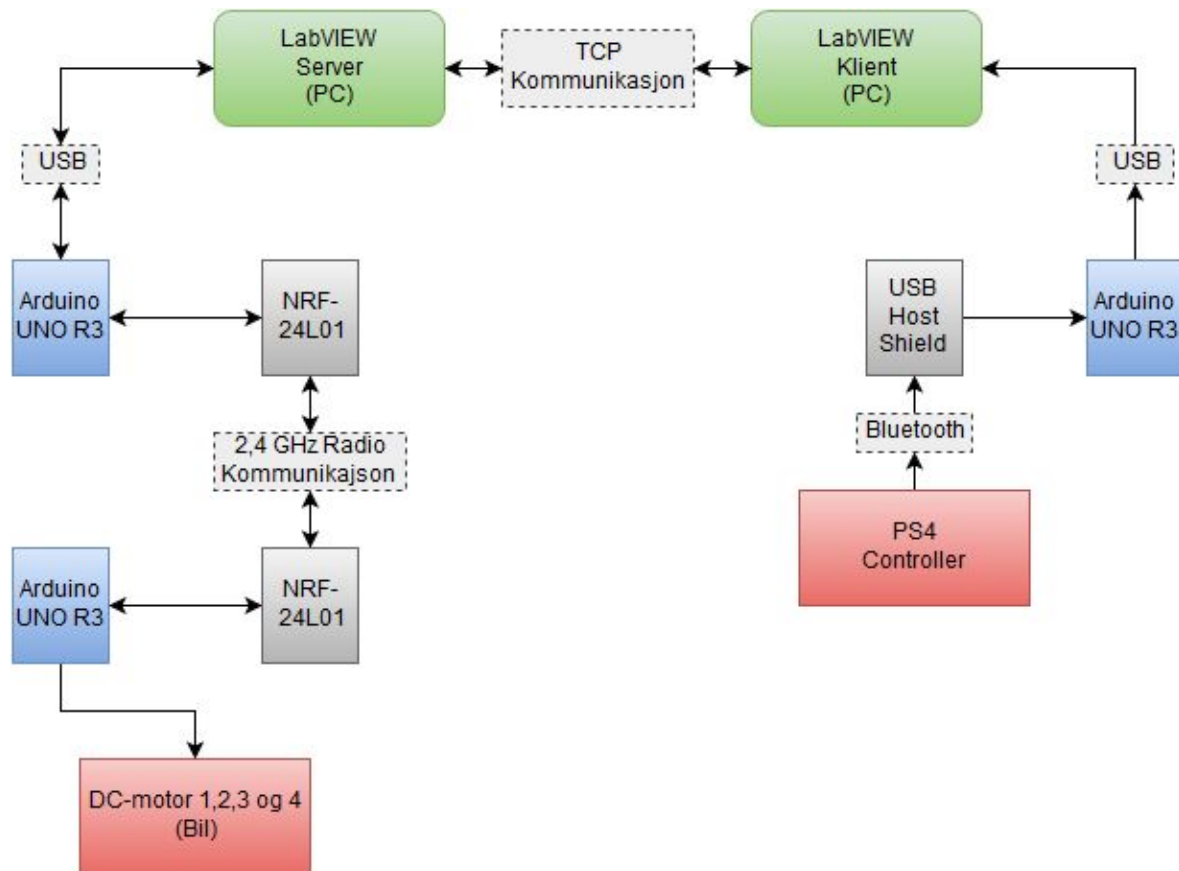 LabVIEW
Server
(PC)
TCP
Kommunikasjon
LabVIEW
Klient
(PC)
USB
USB
Arduino
UNO R3
NRF-
24L01
USB
Host
Shield
Arduino
UNO R3
2,4 GHz Radio
Kommunikajson
Bluetooth
PS4
Controller
Arduino
UNO R3
NRF-
24L01
DC-motor 1,2,3 og 4
(Bil)